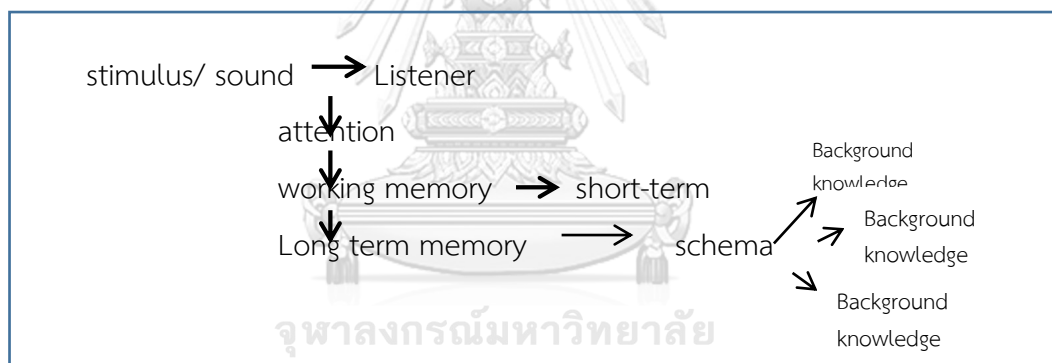 stimulus/ sound Listener
attention
Background
knowledge
working memory short-term
Background
knowledge
Long term memory schema
Background
knowledge
จุฬาลงกรณ์มหาวิทยาลัย